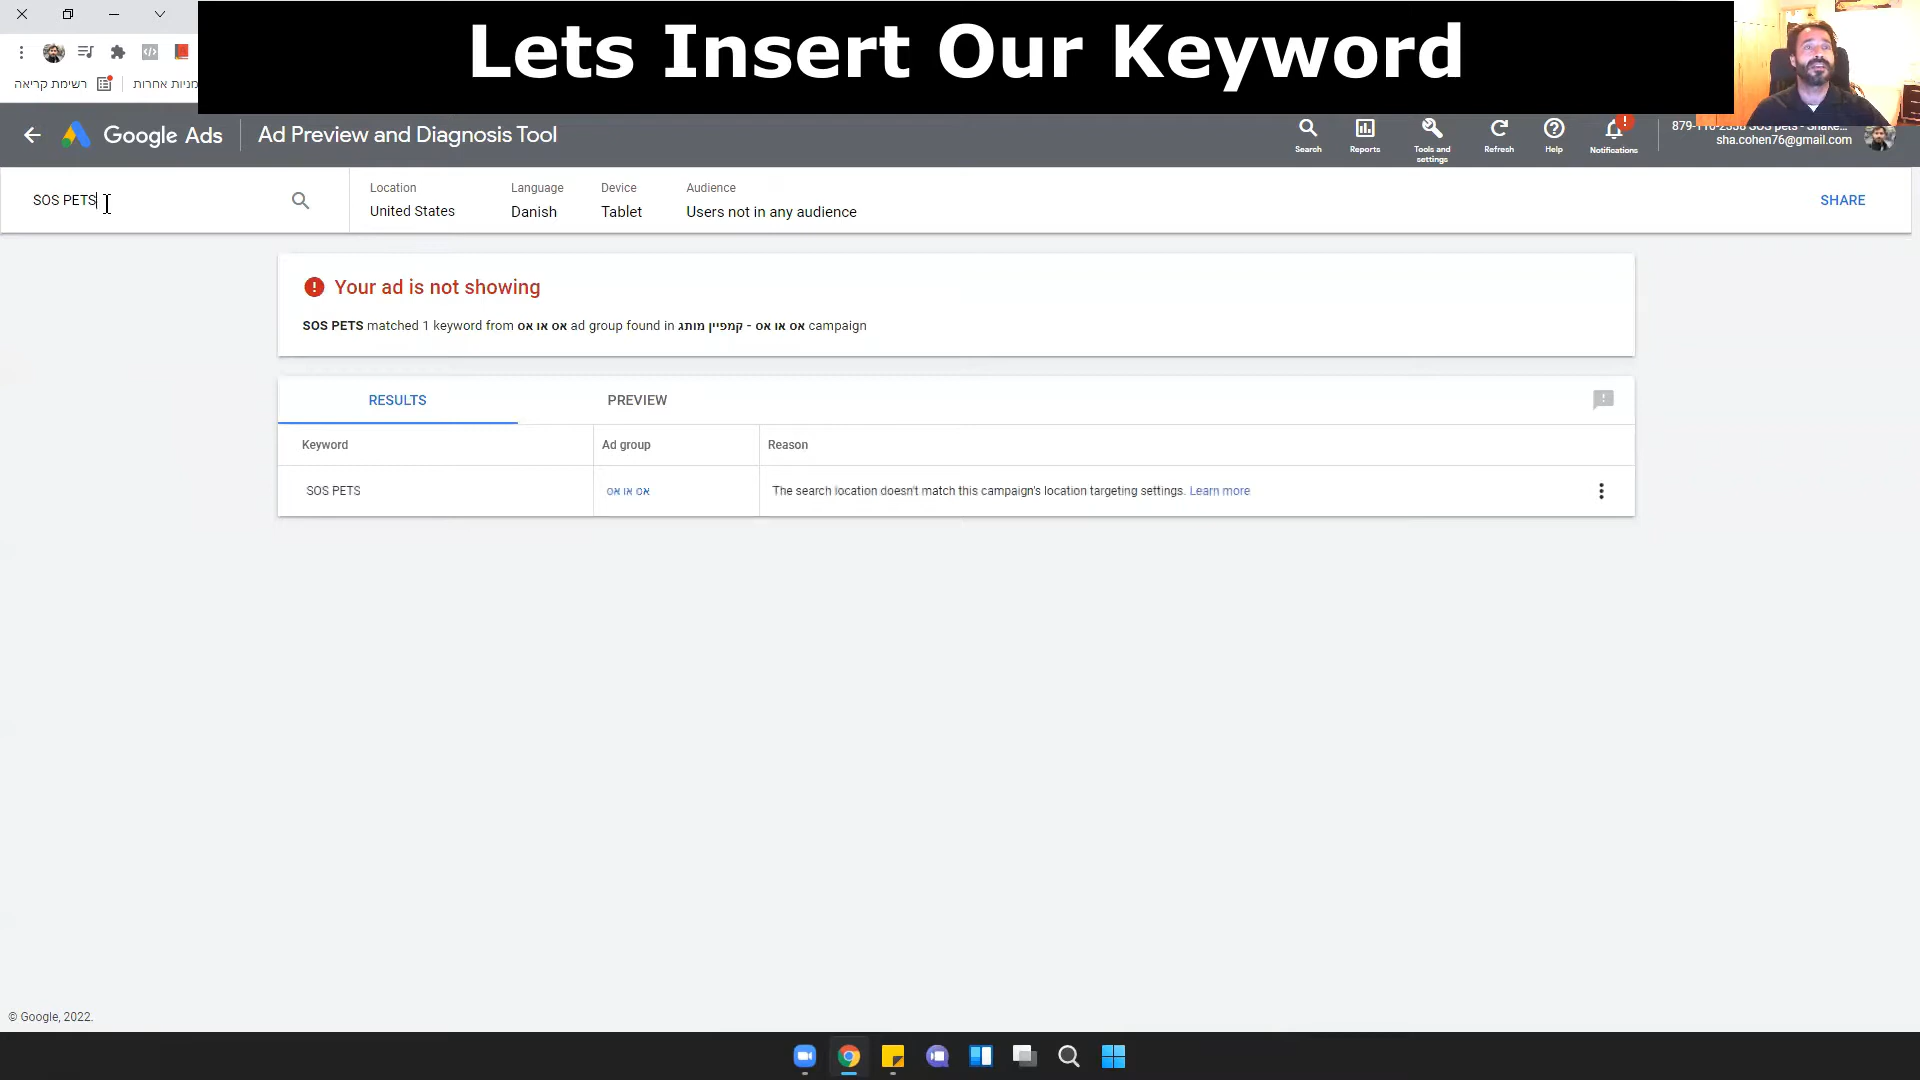 Lets Insert Our Keyword
רשימת קריאה
Google Ads
Ad Preview and Diagnosis Tool
Search
Reports
Tools and settings
Refresh
Help
Notifications
sha.cohen76@gmail.com
SOS PETS
Location
United States
Language
Danish
Device
Tablet
Audience
Users not in any audience
SHARE
Your ad is not showing
SOS PETS matched 1 keyword from אס או אס ad group found in אס או אס - קמפיין מותג campaign
RESULTS
PREVIEW
Keyword
Ad group
Reason
SOS PETS
אס או אס
The search location doesn't match this campaign's location targeting settings. Learn more
© Google, 2022.